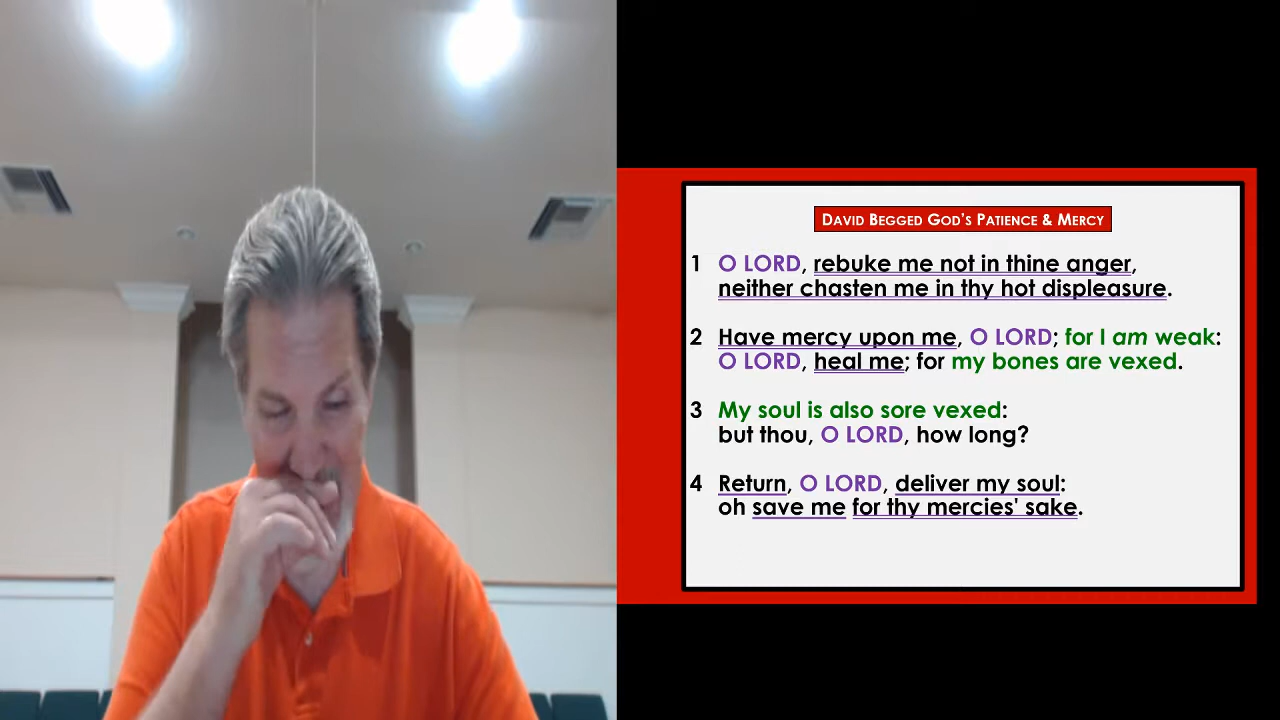 David Begged God's Patience & Mercy
1 O LORD, rebuke me not in thine anger,
neither chasten me in thy hot displeasure.
2 Have mercy upon me, O LORD; for I am weak:
O LORD, heal me; for my bones are vexed.
3 My soul is also sore vexed:
but thou, O LORD, how long?
4 Return, O LORD, deliver my soul:
oh save me for thy mercies' sake.